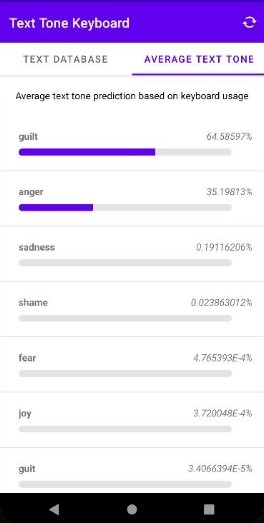 Text Tone Keyboard
TEXT DATABASE AVERAGE TEXT TONE
Average text tone prediction based on keyboard usage
guilt 64.58597%
anger 35.19813%
sadness 0.19116206%
shame 0.023863012%
fear 4.765393E-4%
joy 3.720048E-4%
guit 3.4066394E-5%